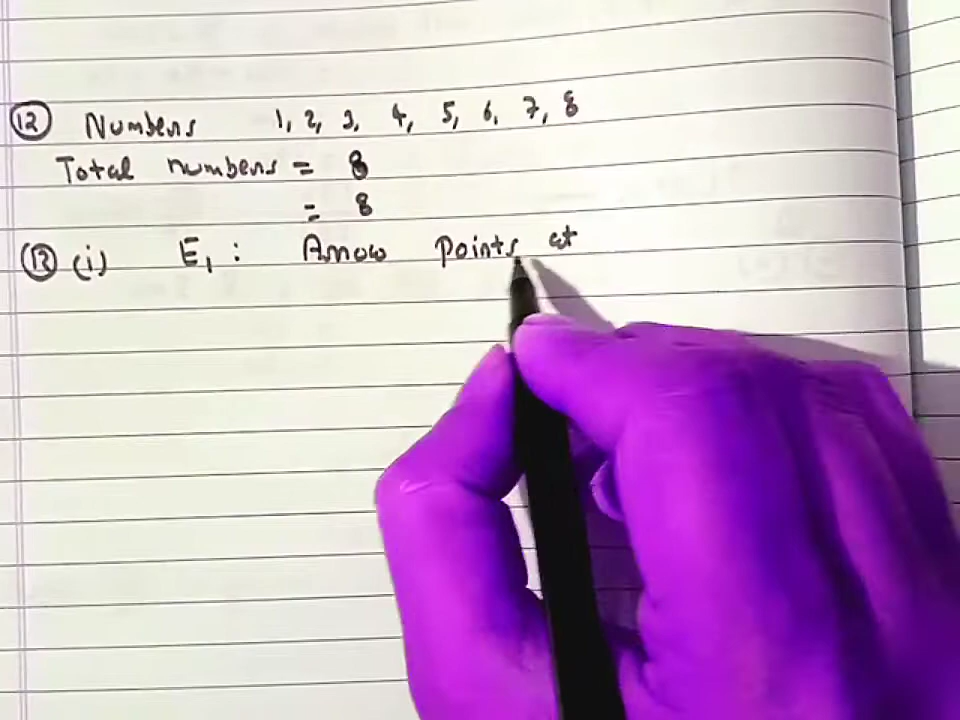 12 Numbers 1, 2, 3, 4, 5, 6, 7, 8
Total numbers = 8
= 8
13 (i) E1 : Arrow points at